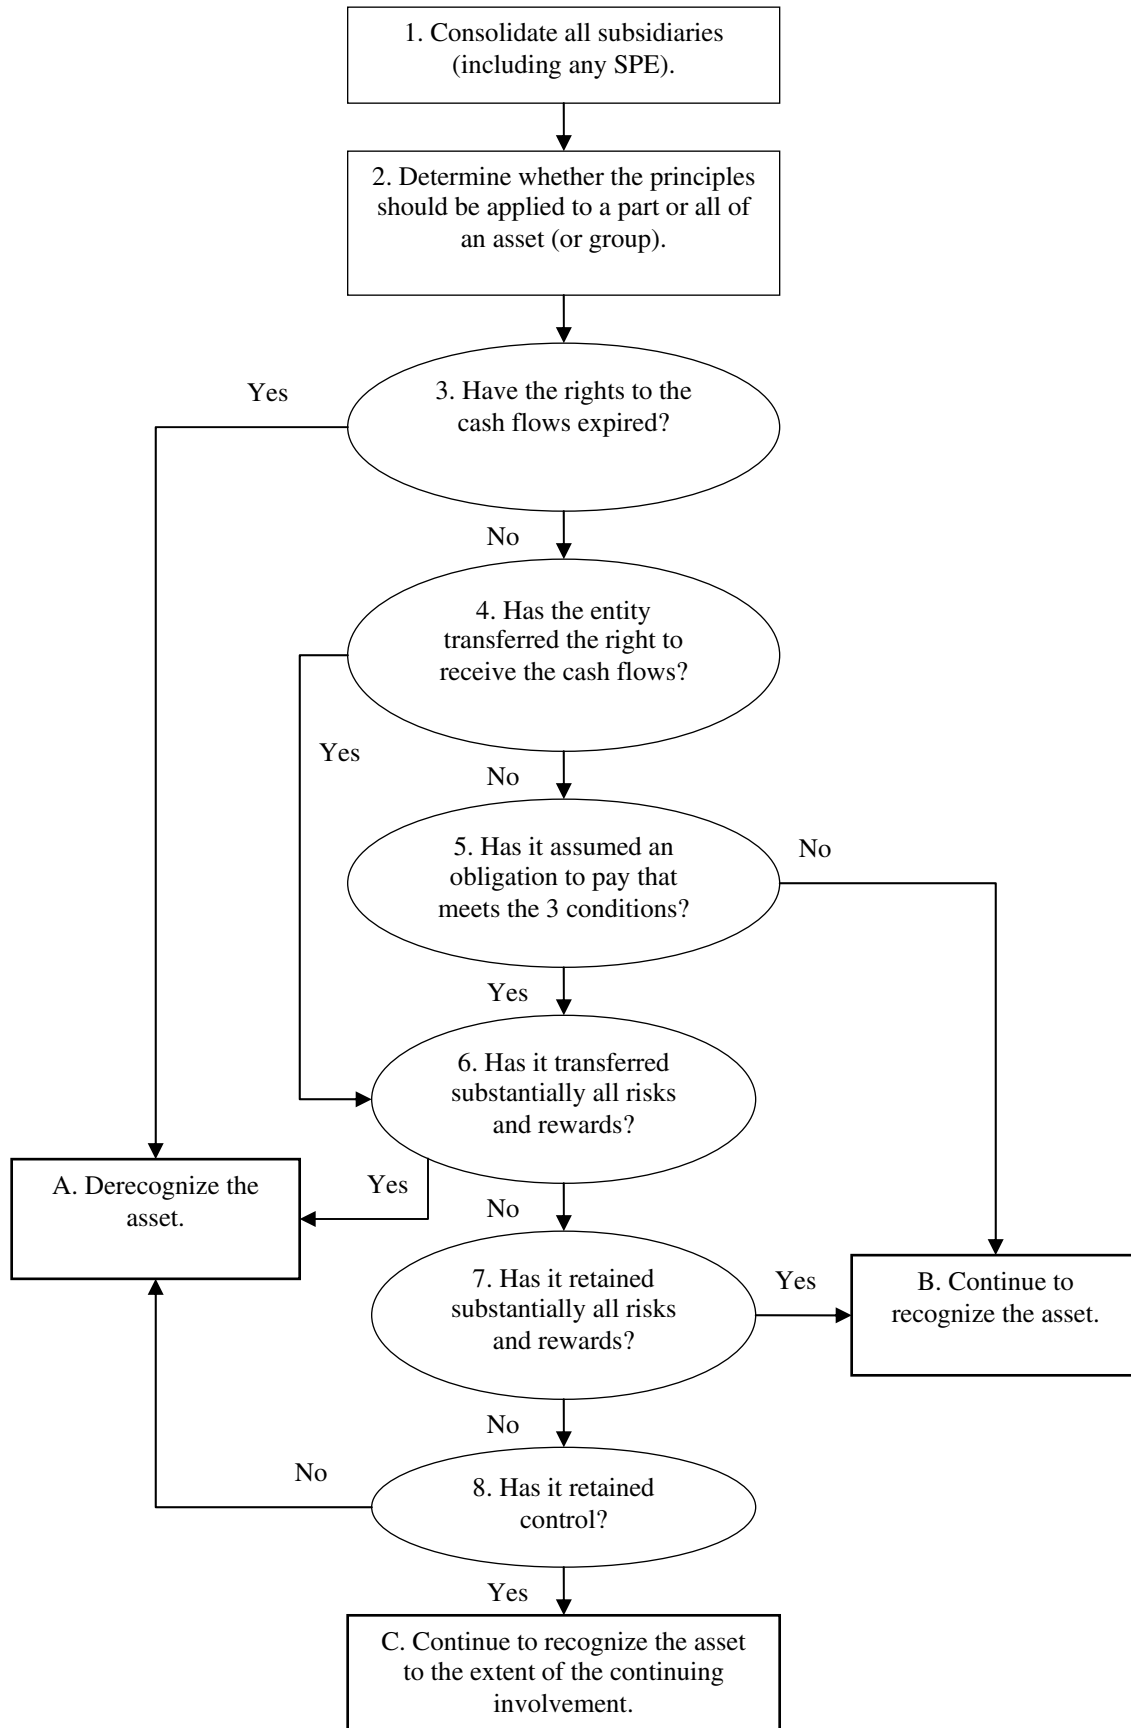 1. Consolidate all subsidiaries
(including any SPE).
2. Determine whether the principles
should be applied to a part or all of
an asset (or group).
Yes
3. Have the rights to the
cash flows expired?
No
4. Has the entity
transferred the right to
receive the cash flows?
Yes
No
5. Has it assumed an
obligation to pay that
meets the 3 conditions?
No
Yes
6. Has it transferred
substantially all risks
and rewards?
A. Derecognize the
asset.
Yes
No
7. Has it retained
substantially all risks
and rewards?
Yes
B. Continue to
recognize the asset.
No
No
8. Has it retained
control?
Yes
C. Continue to recognize the asset
to the extent of the continuing
involvement.